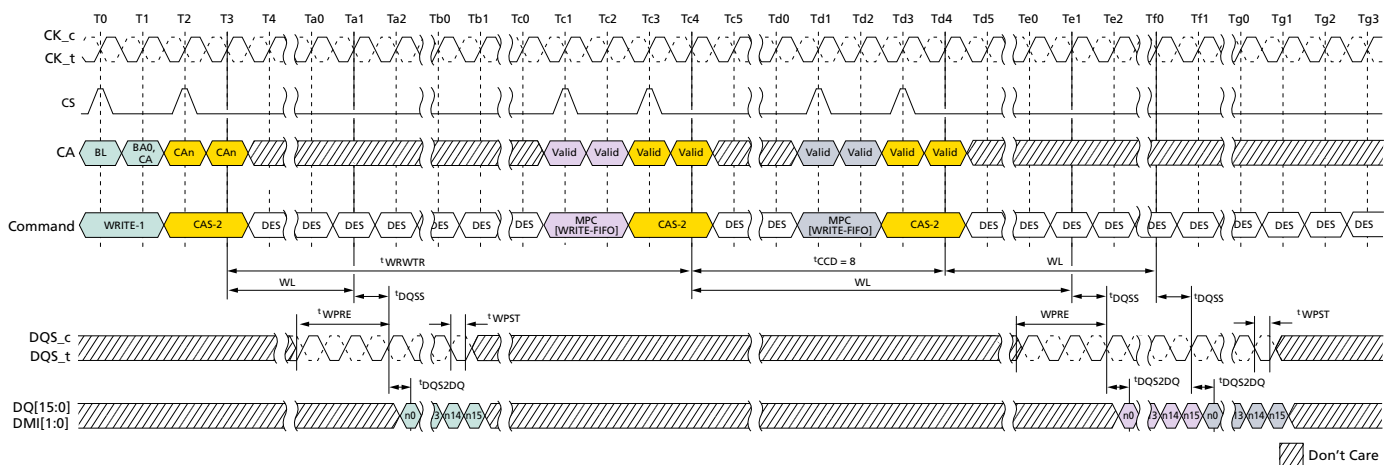 T0 T1 T2 T3 T4 Ta0 Ta1 Ta2 Tb0 Tb1 Tc0 Tc1 Tc2 Tc3 Tc4 Tc5 Td0 Td1 Td2 Td3 Td4 Td5 Te0 Te1 Te2 Tf0 Tf1 Tg0 Tg1 Tg2 Tg3
CK_c
CK_t
CS
CA BL BA0, CA CAn CAn Valid Valid Valid Valid Valid Valid Valid Valid
Command WRITE-1 CAS-2 DES DES DES DES DES DES DES MPC [WRITE-FIFO] CAS-2 DES DES MPC [WRITE-FIFO] CAS-2 DES DES DES DES DES DES DES DES DES DES
tWRWTR tCCD = 8 WL
WL tDQSS WL tDQSS tDQSS
tWPRE tWPST WPRE tWPST
DQS_c
DQS_t
tDQS2DQ tDQS2DQ tDQS2DQ
DQ[15:0] n0 3 n14 n15 n0 3 n14 n15 n0 13 n14 n15
DMI[1:0]
Don't Care